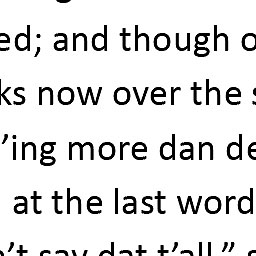 ed; and though
ks now over the
’ing more dan de
at the last word
’t say dat t’all,”